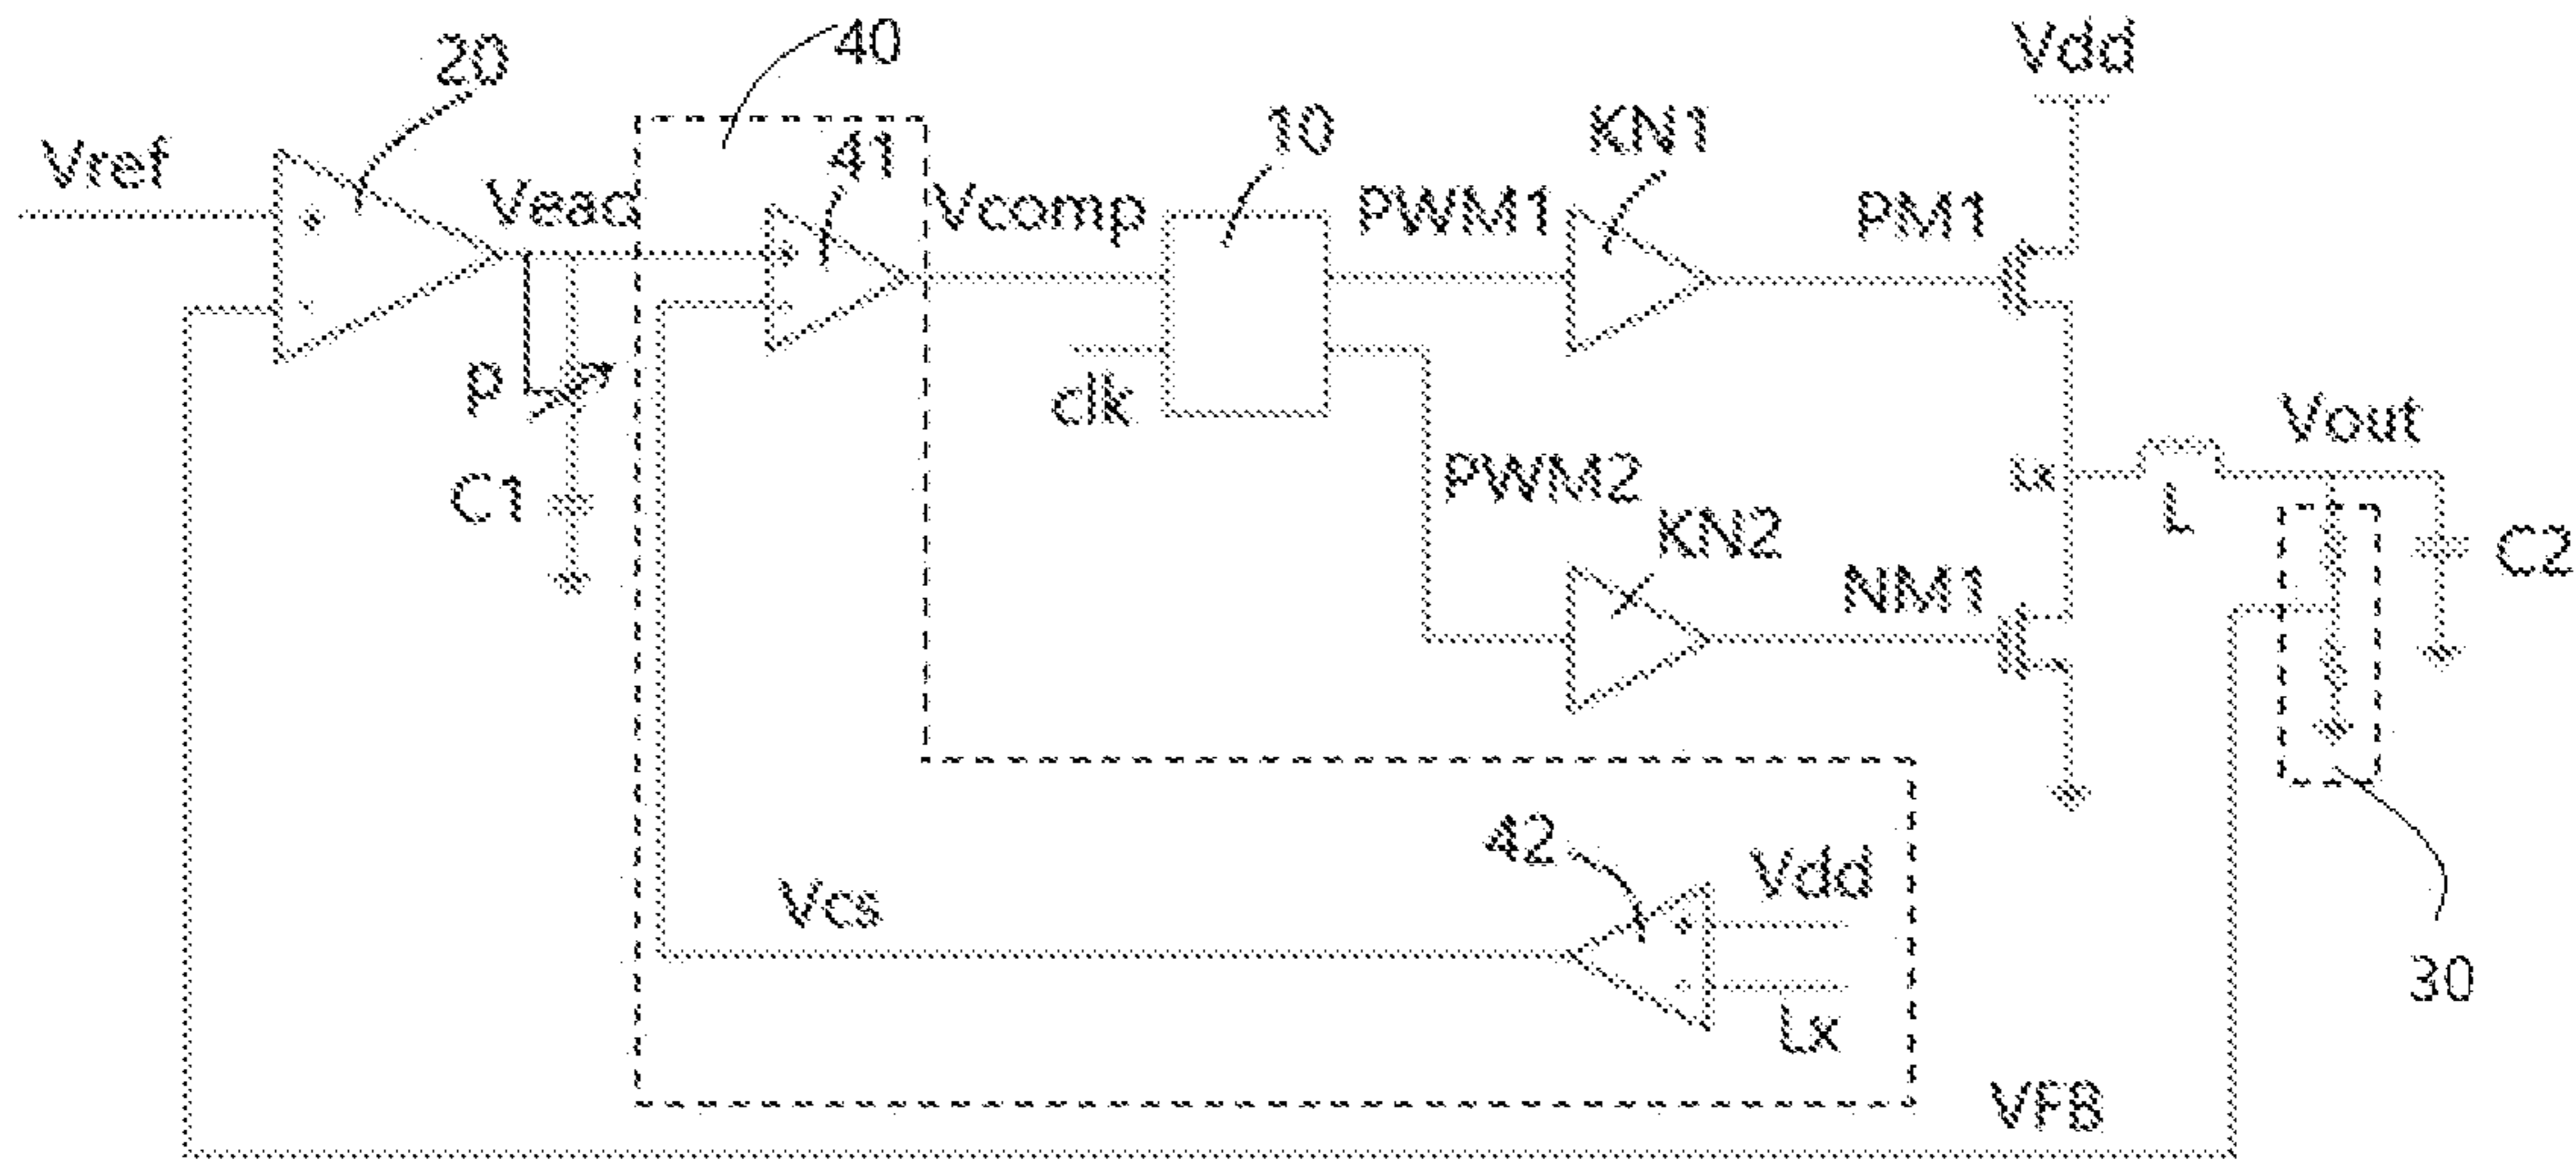 20
40
Vdd
Vref
41
10
KN1
Veao
Vcomp
PWM1
PM1
p
clk
Vout
C1
PWM2
Lx
L
KN2
C2
NM1
42
Vdd
Vcs
30
Lx
VFB